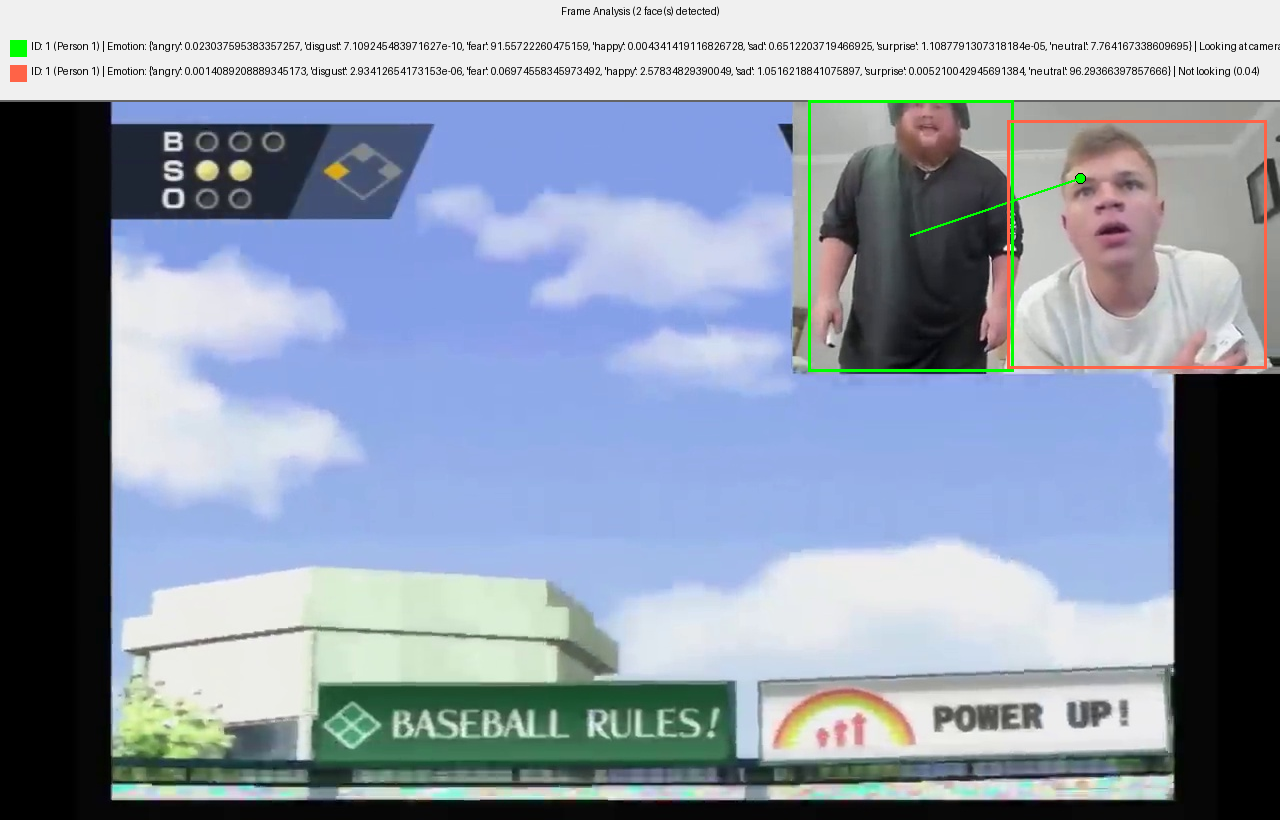 Frame Analysis (2 face(s) detected)
ID: 1 (Person 1) | Emotion: {'angry': 0.023037595383357257, 'disgust': 7.109245483971627e-10, 'fear': 91.55722260475159, 'happy': 0.004341419116826728, 'sad': 0.6512203719466925, 'surprise': 1.1087791307318184e-05, 'neutral': 7.764167338609695} | Looking at camera
ID: 1 (Person 1) | Emotion: {'angry': 0.0014089208889345173, 'disgust': 2.934126541731 53e-06, 'fear': 0.06974558345973492, 'happy': 2.57834829390049, 'sad': 1.0516218841075897, 'surprise': 0.005210042945691384, 'neutral': 96.29366397857666} | Not looking (0.04)
B
S
O
BASEBALL RULES!
POWER UP!